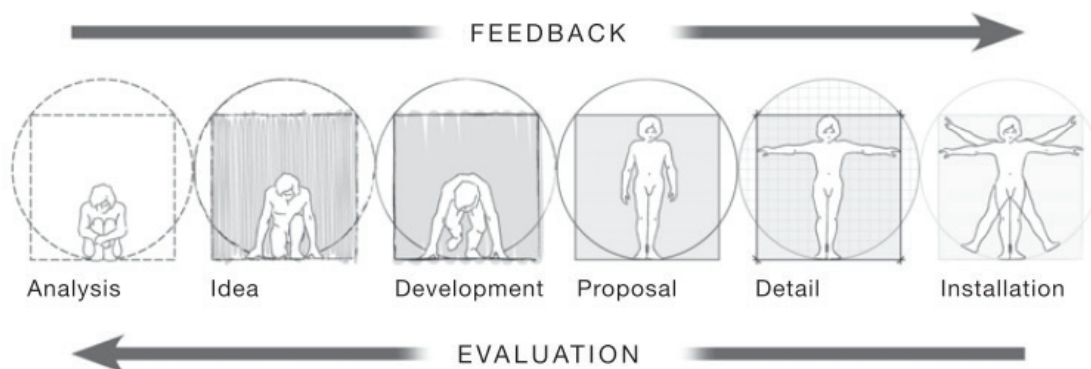 FEEDBACK
Analysis Idea Development Proposal Detail Installation
EVALUATION